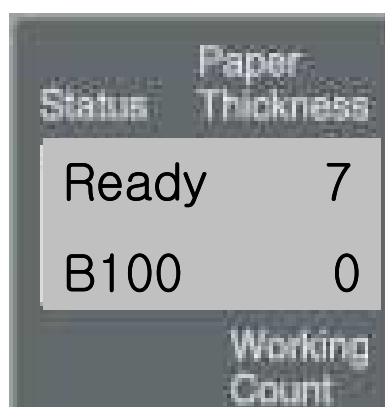 Paper
Status Thickness
Ready 7
B100 0
Working
Count